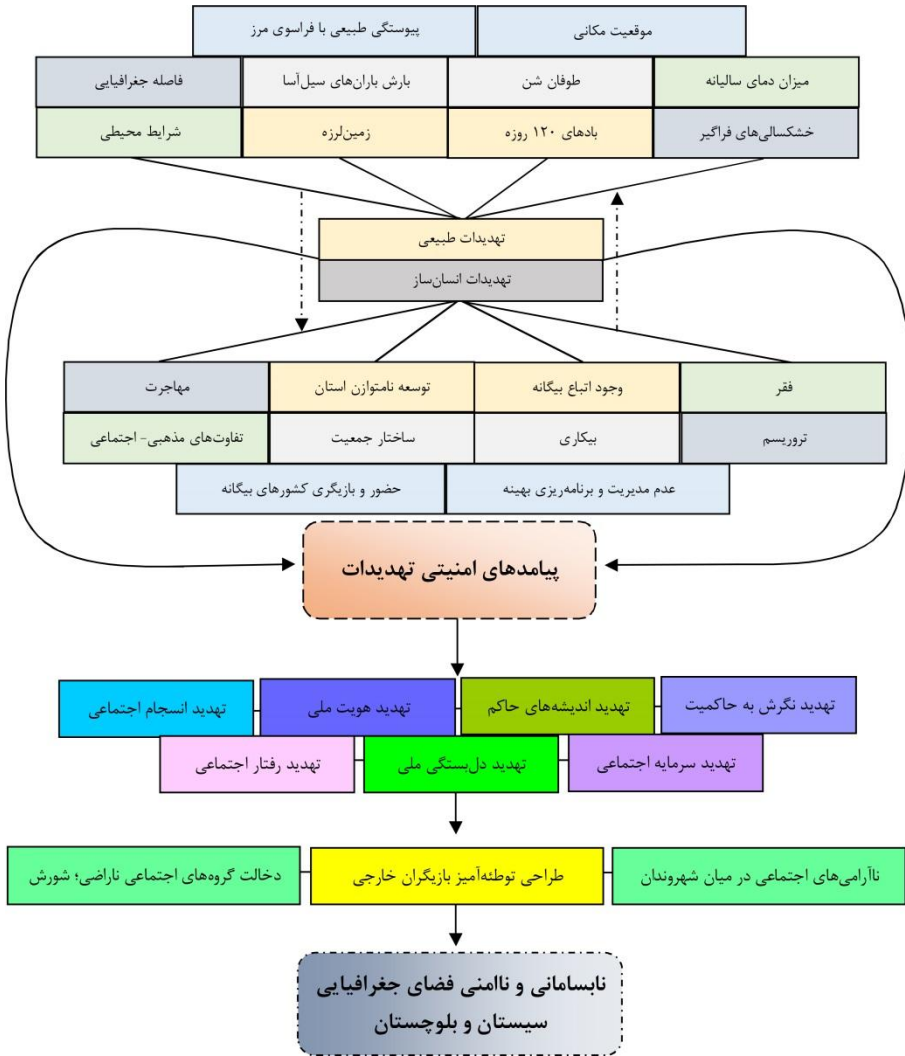 موقعیت مکانی
پیوستگی طبیعی با فراسوی مرز
میزان دمای سالیانه
طوفان شن
بارش باران‌های سیل‌آسا
فاصله جغرافیایی
خشکسالی‌های فراگیر
بادهای ۱۲۰ روزه
زمین‌لرزه
شرایط محیطی
تهدیدات طبیعی
تهدیدات انسان‌ساز
فقر
وجود اتباع بیگانه
توسعه نامتوازن استان
مهاجرت
تروریسم
بیکاری
ساختار جمعیت
تفاوت‌های مذهبی- اجتماعی
عدم مدیریت و برنامه‌ریزی بهینه
حضور و بازیگری کشورهای بیگانه
پیامدهای امنیتی تهدیدات
تهدید نگرش به حاکمیت
تهدید اندیشه‌های حاکم
تهدید هویت ملی
تهدید انسجام اجتماعی
تهدید سرمایه اجتماعی
تهدید دل‌بستگی ملی
تهدید رفتار اجتماعی
ناآرامی‌های اجتماعی در میان شهروندان
طراحی توطئه‌آمیز بازیگران خارجی
دخالت گروه‌های اجتماعی ناراضی؛ شورش
نابسامانی و ناامنی فضای جغرافیایی
سیستان و بلوچستان